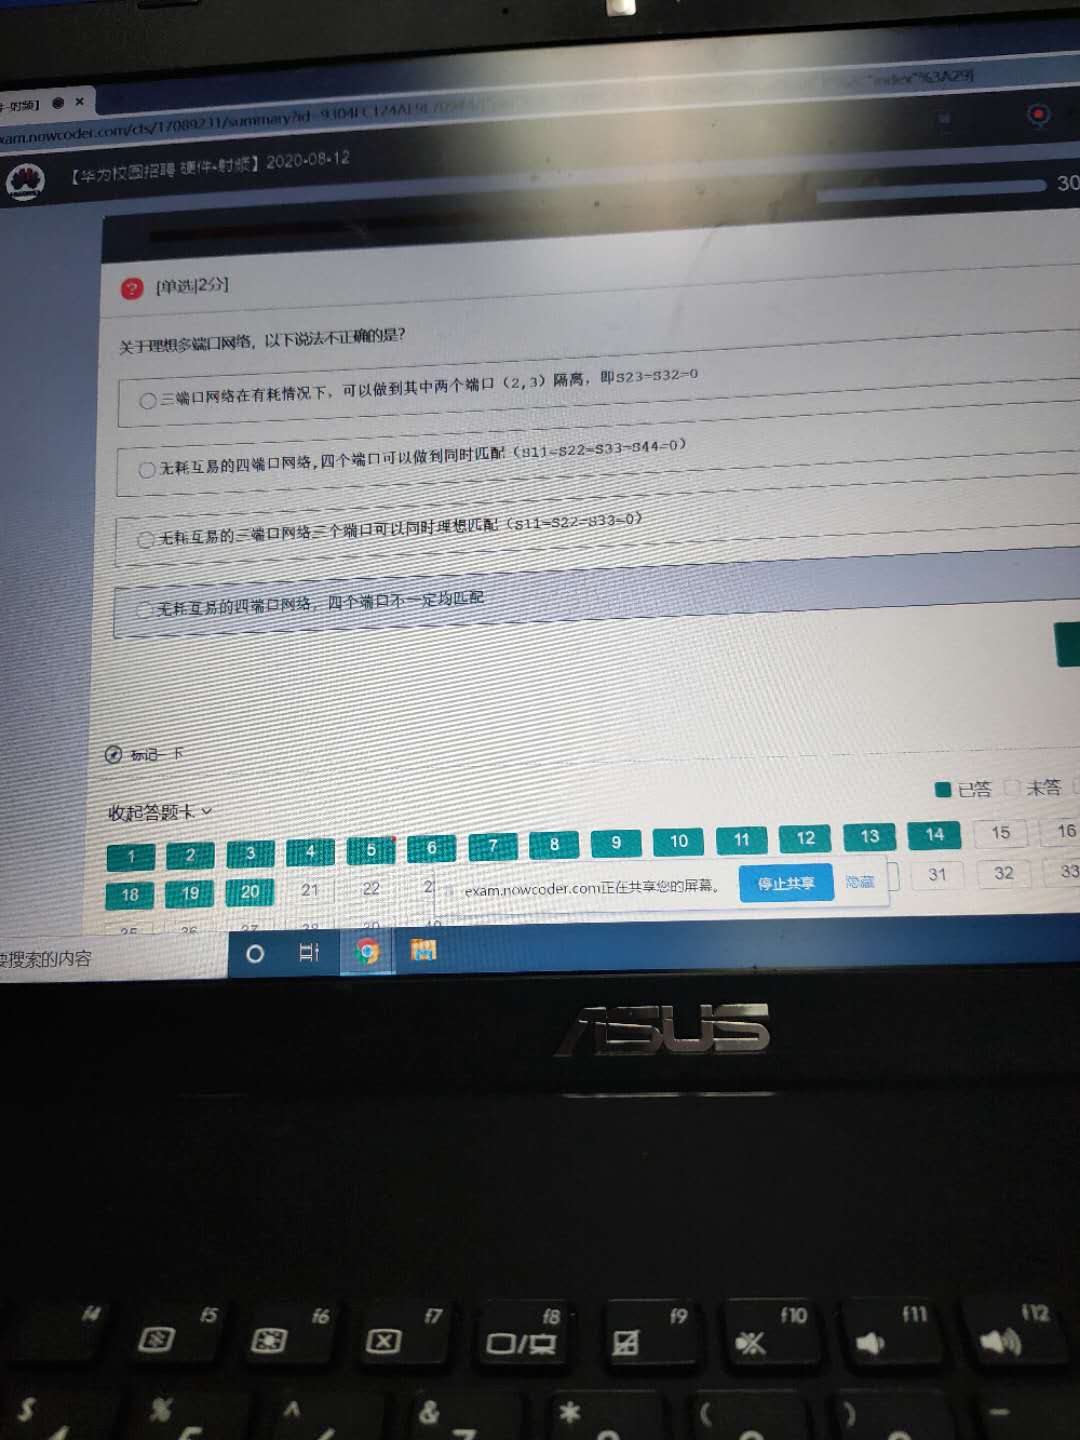 -射频】
exam.nowcoder.com/cts/17089231/summary?id=
【华为校园招聘-硬件-射频】2020-08-12
30
[单选|2分]
关于理想多端口网络，以下说法不正确的是?
三端口网络在有耗情况下，可以做到其中两个端口（2,3）隔离，即S23=S32=0
无耗互易的四端口网络,四个端口可以做到同时匹配（S11=S22=S33=S44=0）
无耗互易的三端口网络三个端口可以同时理想匹配（S11=S22=S33=0）
无耗互易的四端口网络，四个端口不一定均匹配
标记一下
已答 未答
收起答题卡
1 2 3 4 5 6 7 8 9 10 11 12 13 14 15 16
18 19 20 21 22 31 32 33
exam.nowcoder.com正在共享您的屏幕。 停止共享 隐藏
25 26 27 28
要搜索的内容
ASUS
f4 f5 f6 f7 f8 f9 f10 f11 f12
$ % ^ & * ( )